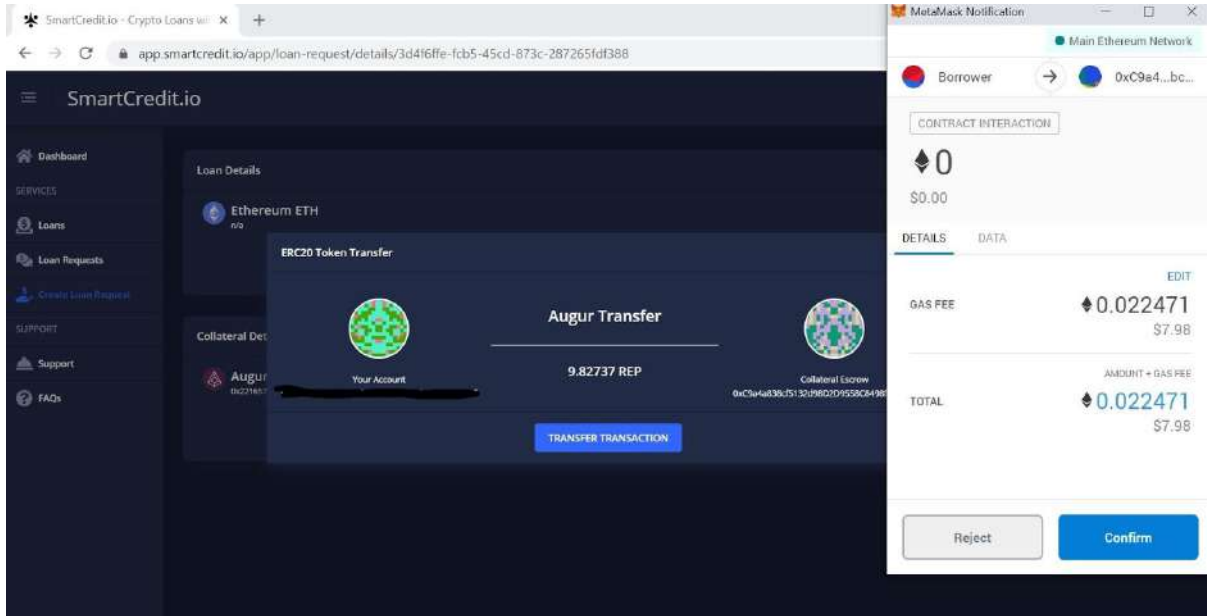 SmartCredit.io - Crypto Loans wi
app.smartcredit.io/app/loan-request/details/3d4f6ffe-fcb5-45cd-873c-287265fdf388
SmartCredit.io
Dashboard
SERVICES
Loans
Loan Requests
Create Loan Request
SUPPORT
Support
FAQs
Loan Details
Ethereum ETH
n/a
Collateral Det
Augur
ERC20 Token Transfer
Augur Transfer
9.82737 REP
Your Account
Collateral Escrow
TRANSFER TRANSACTION
MetaMask Notification
Main Ethereum Network
Borrower
0xC9a4...bc...
CONTRACT INTERACTION
0
$0.00
DETAILS DATA
EDIT
GAS FEE
0.022471
$7.98
AMOUNT + GAS FEE
TOTAL
0.022471
$7.98
Reject
Confirm